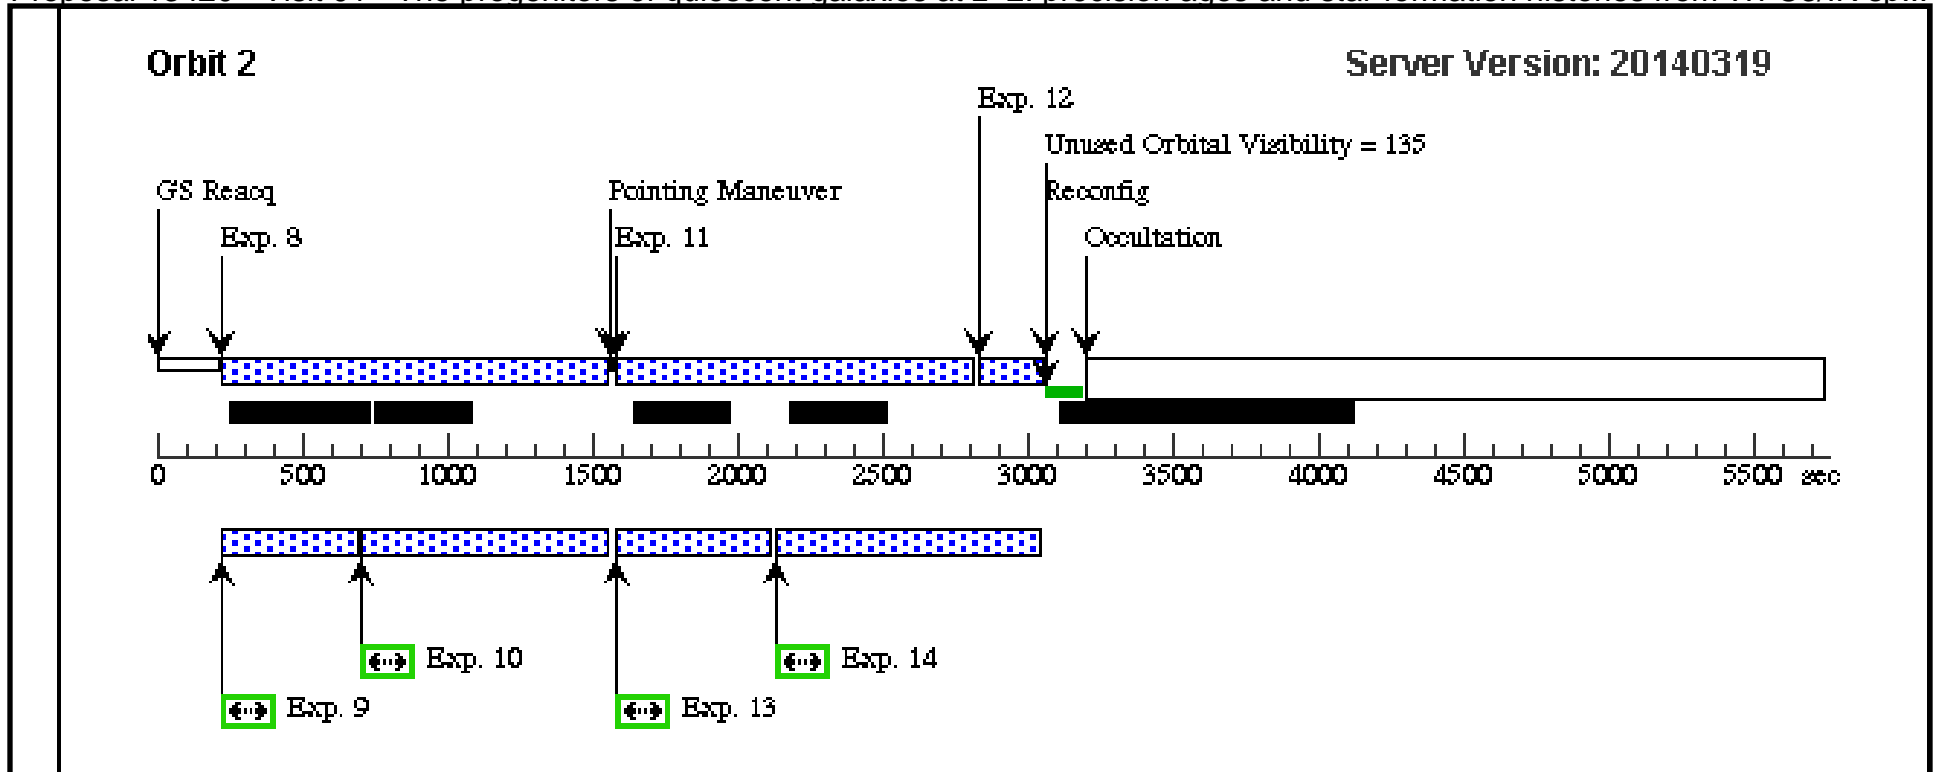 Orbit 2
Server Version: 20140319
Exp. 12
Unused Orbital Visibility = 135
GS Reacq
Pointing Maneuver
Reconfig
Exp. 8
Exp. 11
Occultation
0 500 1000 1500 2000 2500 3000 3500 4000 4500 5000 5500 sec
Exp. 10
Exp. 14
Exp. 9
Exp. 13